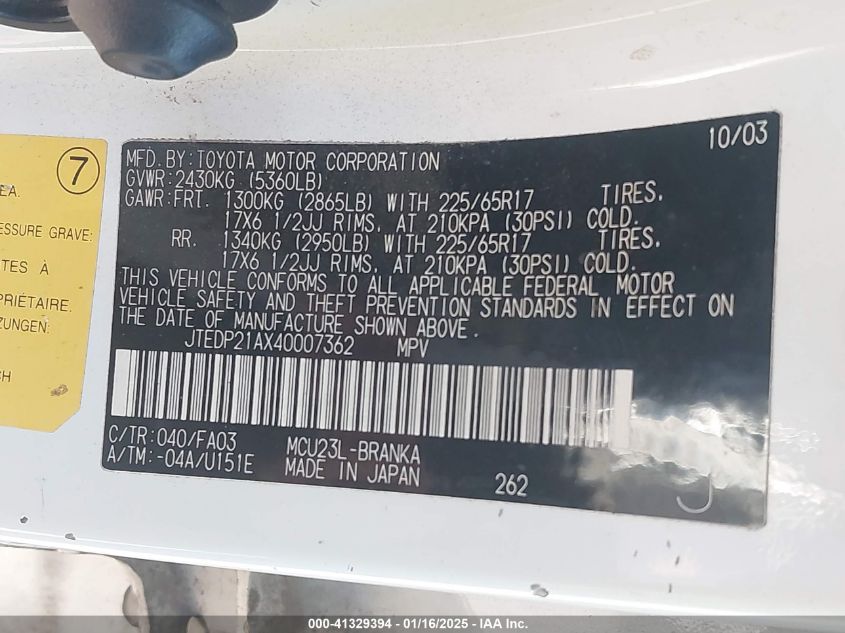 10/03
MFD. BY: TOYOTA MOTOR CORPORATION
GVWR: 2430KG (5360LB)
GAWR: FRT. 1300KG (2865LB) WITH 225/65R17 TIRES.
17X6 1/2JJ RIMS, AT 210KPA (30PSI) COLD.
RR. 1340KG (2950LB) WITH 225/65R17 TIRES.
17X6 1/2JJ RIMS, AT 210KPA (30PSI) COLD.
THIS VEHICLE CONFORMS TO ALL APPLICABLE FEDERAL MOTOR
VEHICLE SAFETY AND THEFT PREVENTION STANDARDS IN EFFECT ON
THE DATE OF MANUFACTURE SHOWN ABOVE.
JTEDP21AX40007362 MPV
C/TR: 040/FA03 MCU23L-BRANKA
A/TM: -04A/U151E MADE IN JAPAN
262
J
7
EA.
ESSURE GRAVE:
TES À
PRIÉTAIRE.
ZUNGEN:
CH
000-41329394 - 01/16/2025 - IAA Inc.